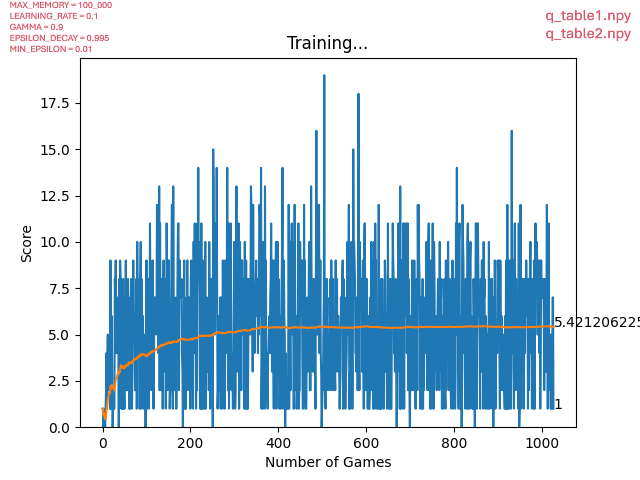 MAX_MEMORY = 100_000
LEARNING_RATE = 0.1
GAMMA = 0.9
EPSILON_DECAY = 0.995
MIN_EPSILON = 0.01
q_table1.npy
q_table2.npy
Training...
17.5
15.0
12.5
10.0
7.5
5.0
2.5
0.0
Score
5.421206225
1
0 200 400 600 800 1000
Number of Games